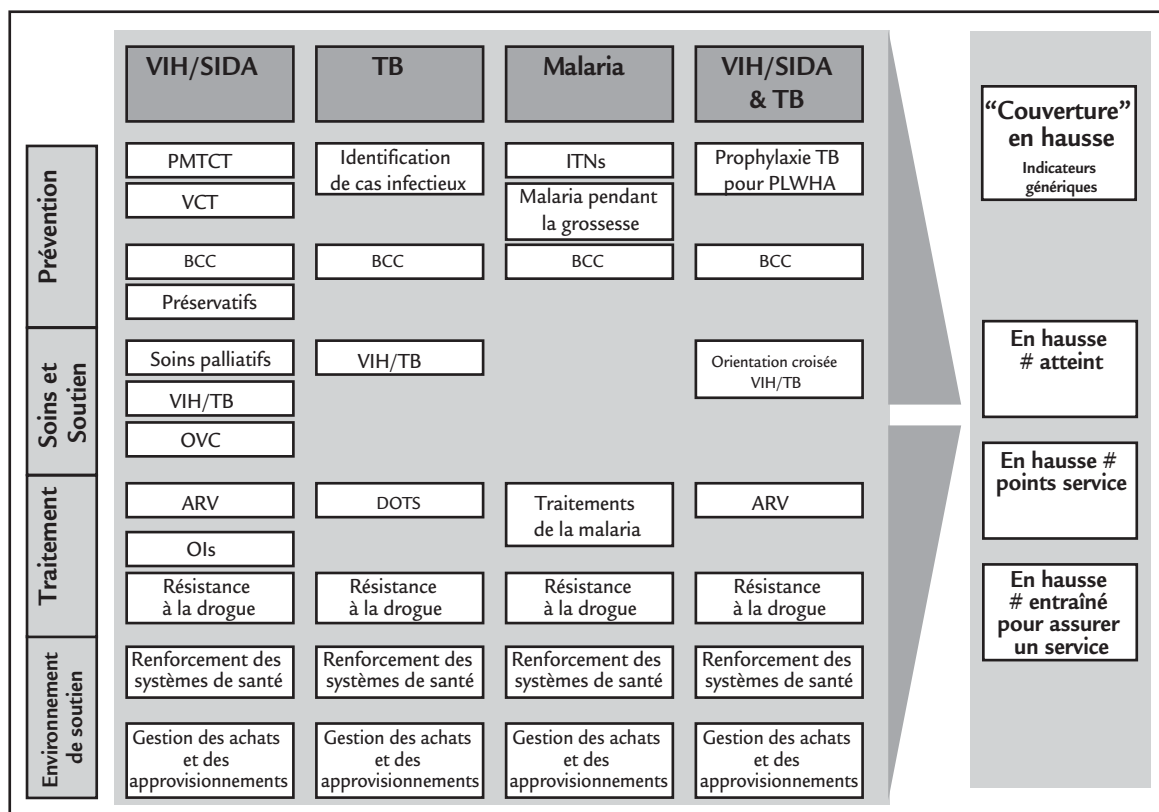 VIH/SIDA
TB
Malaria
VIH/SIDA
& TB
Prévention
PMTCT
VCT
BCC
Préservatifs
Identification
de cas infectieux
BCC
ITNs
Malaria pendant
la grossesse
BCC
Prophylaxie TB
pour PLWHA
BCC
Soins et
Soutien
Soins palliatifs
VIH/TB
OVC
VIH/TB
Orientation croisée
VIH/TB
Traitement
ARV
OIs
Résistance
à la drogue
DOTS
Résistance
à la drogue
Traitements
de la malaria
Résistance
à la drogue
ARV
Résistance
à la drogue
Environnement
de soutien
Renforcement des
systèmes de santé
Renforcement des
systèmes de santé
Renforcement des
systèmes de santé
Renforcement des
systèmes de santé
Gestion des achats
et des
approvisionnements
Gestion des achats
et des
approvisionnements
Gestion des achats
et des
approvisionnements
Gestion des achats
et des
approvisionnements
“Couverture”
en hausse
Indicateurs
génériques
En hausse
# atteint
En hausse #
points service
En hausse
# entraîné
pour assurer
un service